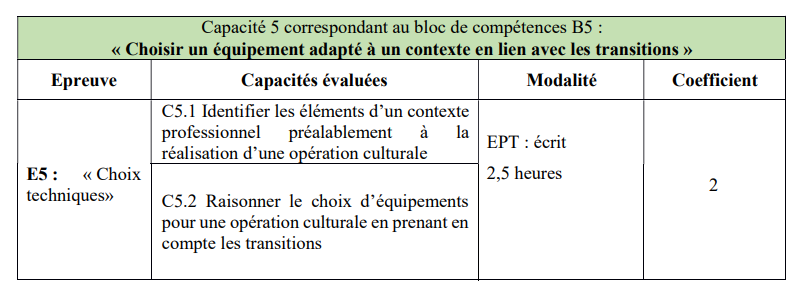 Capacité 5 correspondant au bloc de compétences B5 :
« Choisir un équipement adapté à un contexte en lien avec les transitions »
Epreuve
Capacités évaluées
Modalité
Coefficient
E5 : « Choix
techniques»
C5.1 Identifier les éléments d’un contexte
professionnel préalablement à la
réalisation d’une opération culturale
C5.2 Raisonner le choix d’équipements
pour une opération culturale en prenant en
compte les transitions
EPT : écrit
2,5 heures
2